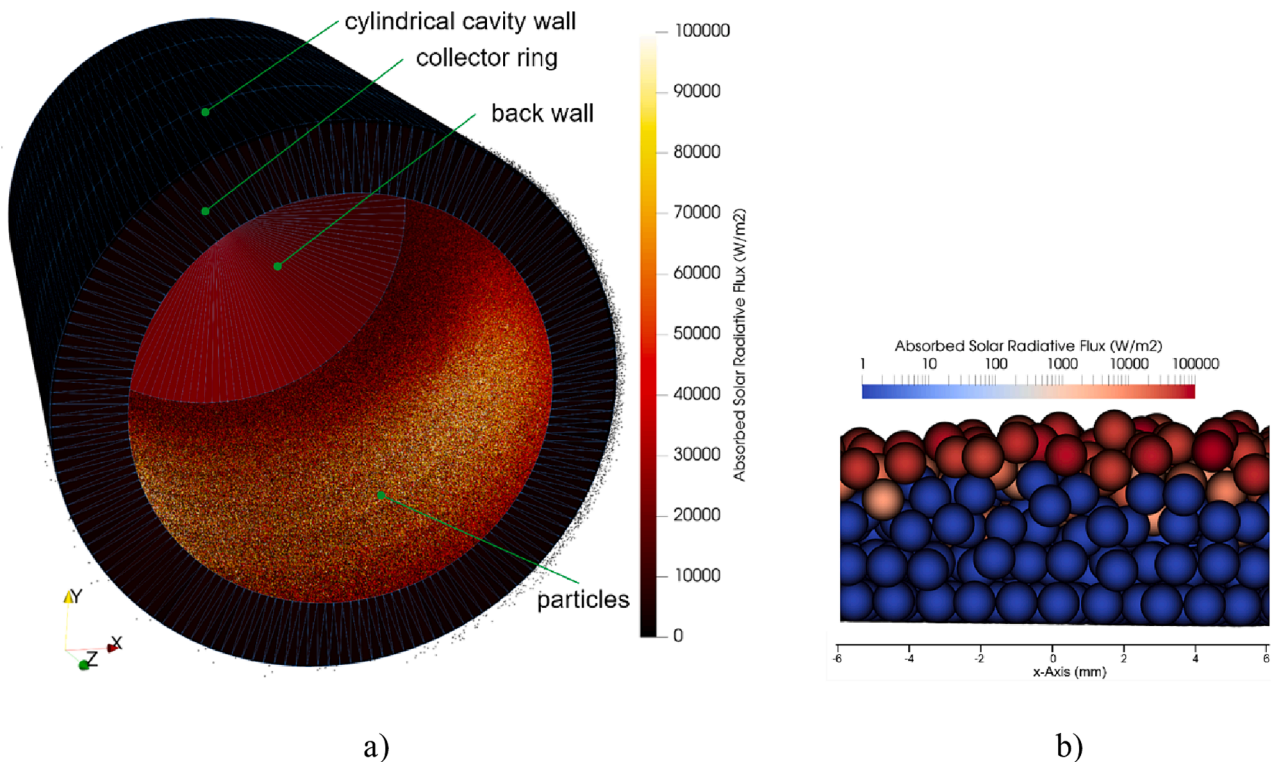 cylindrical cavity wall
collector ring
back wall
particles
Y
X
Z
100000
90000
80000
70000
60000
50000
40000
30000
20000
10000
0
Absorbed Solar Radiative Flux (W/m2)
a)
Absorbed Solar Radiative Flux (W/m2)
1 10 100 1000 10000 100000
-6 -4 -2 0 2 4 6
x-Axis (mm)
b)